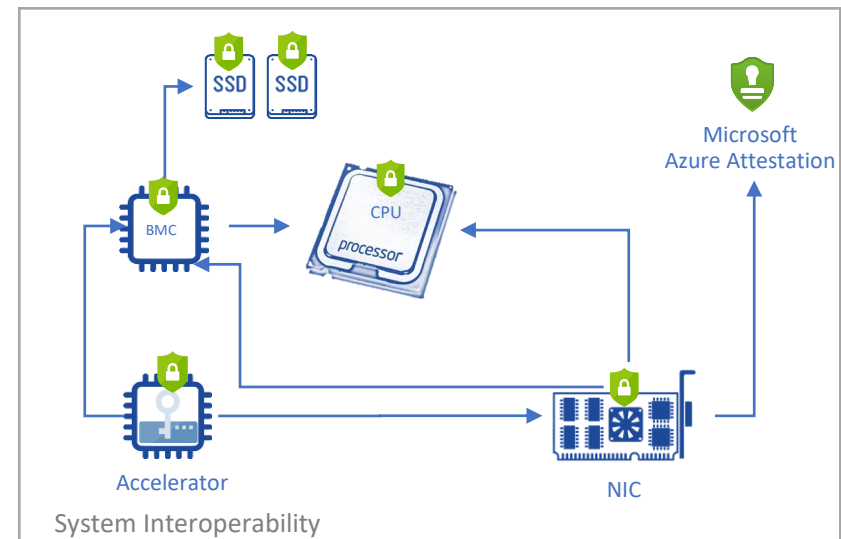 SSD
SSD
Microsoft
Azure Attestation
CPU
processor
BMC
Accelerator
NIC
System Interoperability